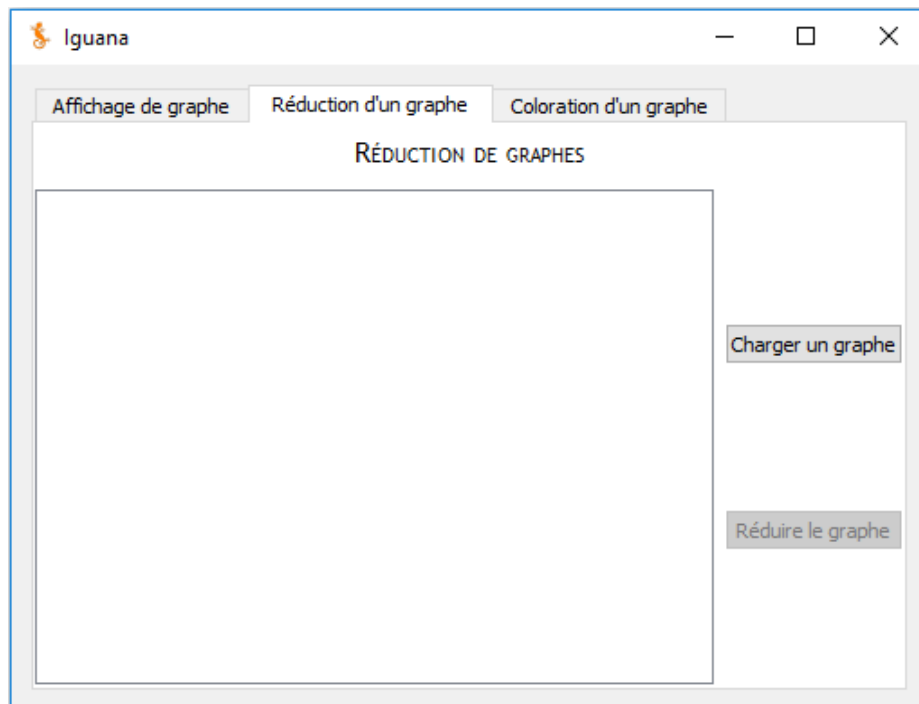 Iguana
Affichage de graphe Réduction d'un graphe Coloration d'un graphe
RÉDUCTION DE GRAPHES
Charger un graphe
Réduire le graphe